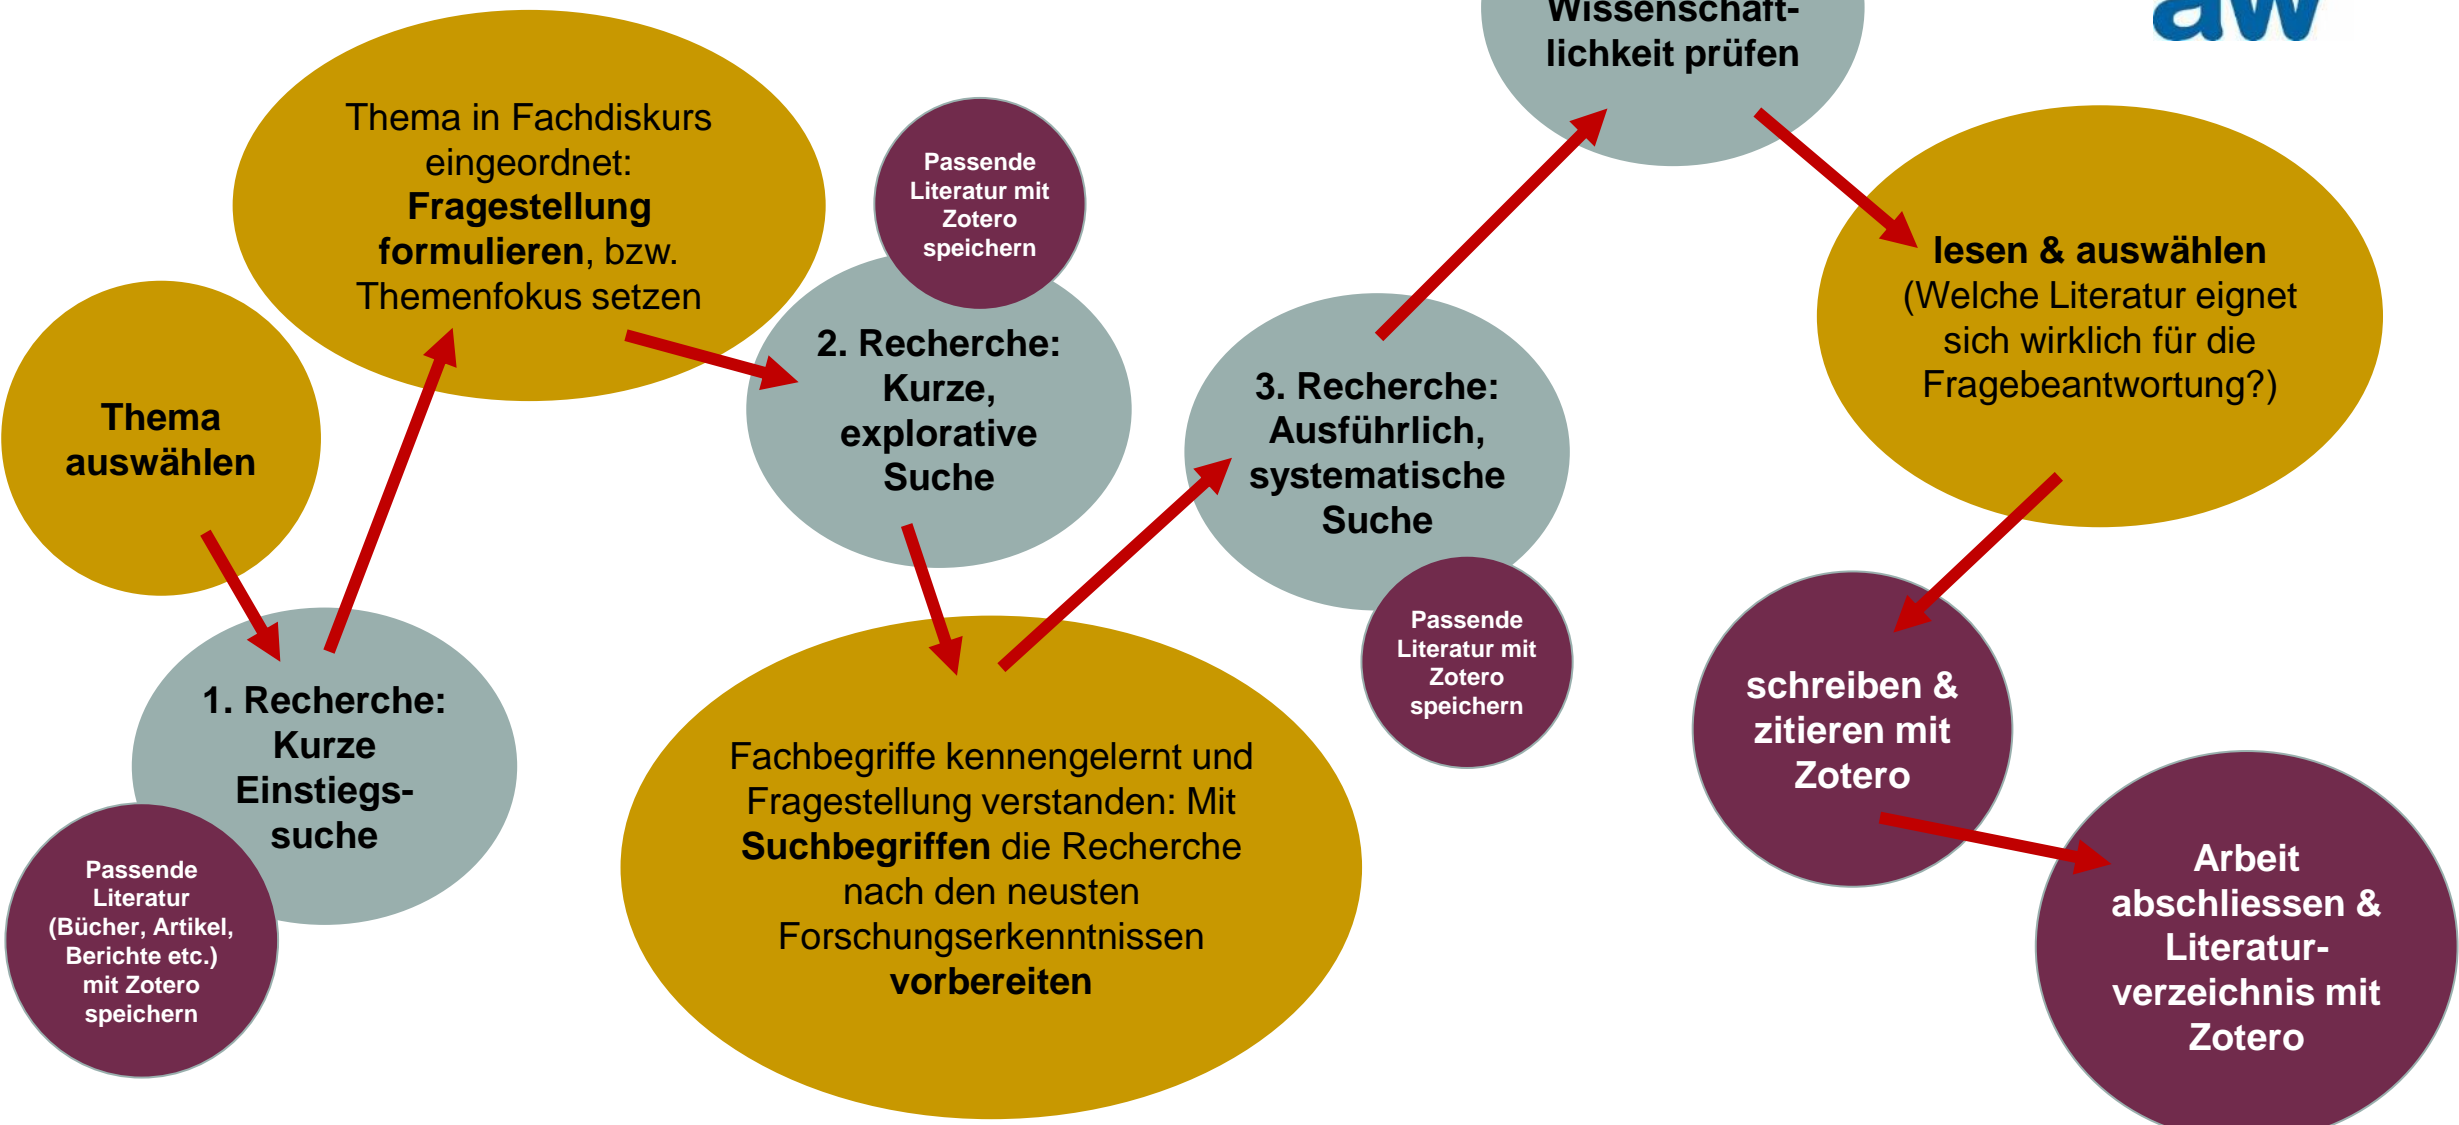 Thema
auswählen
1. Recherche:
Kurze
Einstiegs-
suche
Passende
Literatur
(Bücher, Artikel,
Berichte etc.)
mit Zotero
speichern
Thema in Fachdiskurs
eingeordnet:
Fragestellung
formulieren, bzw.
Themenfokus setzen
2. Recherche:
Kurze,
explorative
Suche
Passende
Literatur mit
Zotero
speichern
Fachbegriffe kennengelernt und
Fragestellung verstanden: Mit
Suchbegriffen die Recherche
nach den neusten
Forschungserkenntnissen
vorbereiten
3. Recherche:
Ausführlich,
systematische
Suche
Passende
Literatur mit
Zotero
speichern
Wissenschaft-
lichkeit prüfen
aw
lesen & auswählen
(Welche Literatur eignet
sich wirklich für die
Fragebeantwortung?)
schreiben &
zitieren mit
Zotero
Arbeit
abschliessen &
Literatur-
verzeichnis mit
Zotero